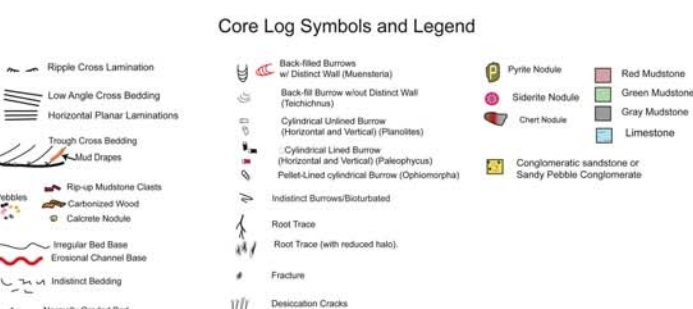 Core Log Symbols and Legend
Ripple Cross Lamination
Low Angle Cross Bedding
Horizontal Planar Laminations
Trough Cross Bedding
Mud Drapes
Rip-up Mudstone Clasts
ebbles
Carbonized Wood
Calcrete Nodule
Irregular Bed Base
Erosional Channel Base
Indistinct Bedding
Back-filled Burrows
w/ Distinct Wall (Muensteria)
Back-fill Burrow w/out Distinct Wall
(Teichichnus)
Cylindrical Unlined Burrow
(Horizontal and Vertical) (Planolites)
:Cylindrical Lined Burrow
(Horizontal and Vertical) (Paleophycus)
Pellet-Lined cylindrical Burrow (Ophiomorpha)
Indistinct Burrows/Bioturbated
Root Trace
Root Trace (with reduced halo).
Fracture
Desiccation Cracks
P
Pyrite Nodule
Siderite Nodule
Chert Nodule
Red Mudstone
Green Mudstone
Gray Mudstone
Limestone
Conglomeratic sandstone or
Sandy Pebble Conglomerate